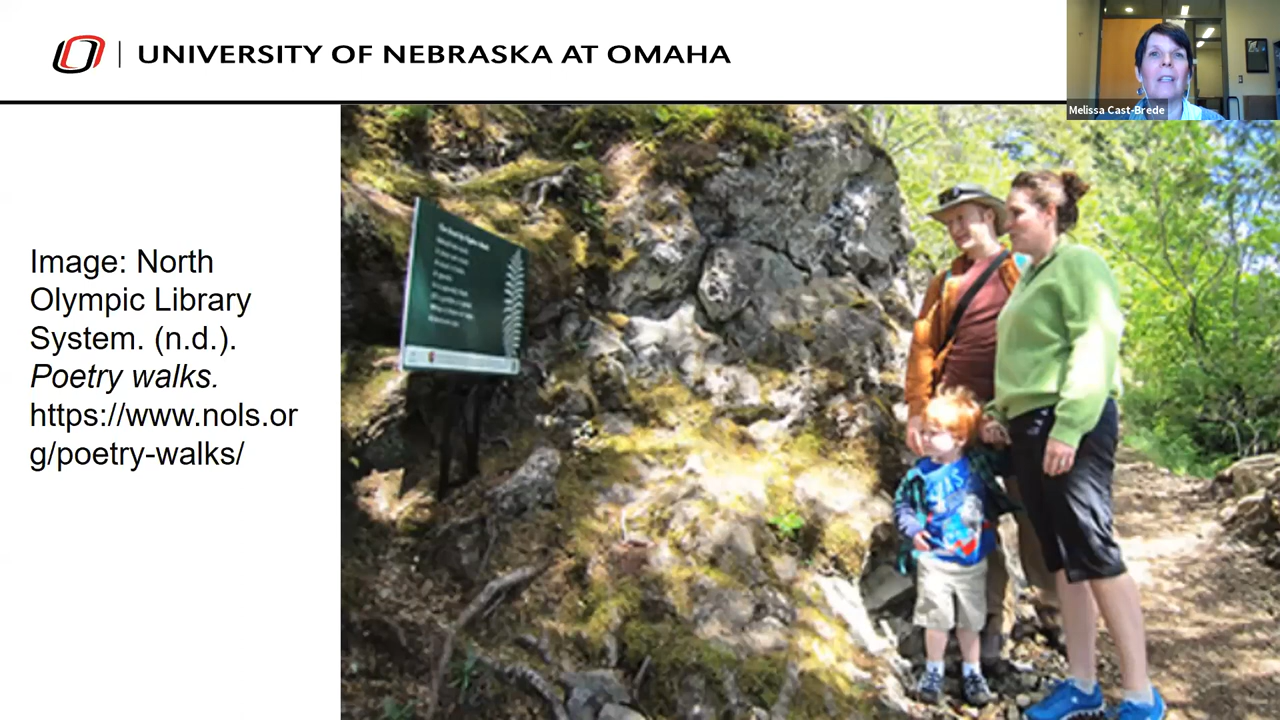 UNIVERSITY OF NEBRASKA AT OMAHA
Melissa Cast-Brede
Image: North
Olympic Library
System. (n.d.).
Poetry walks.
https://www.nols.or
g/poetry-walks/